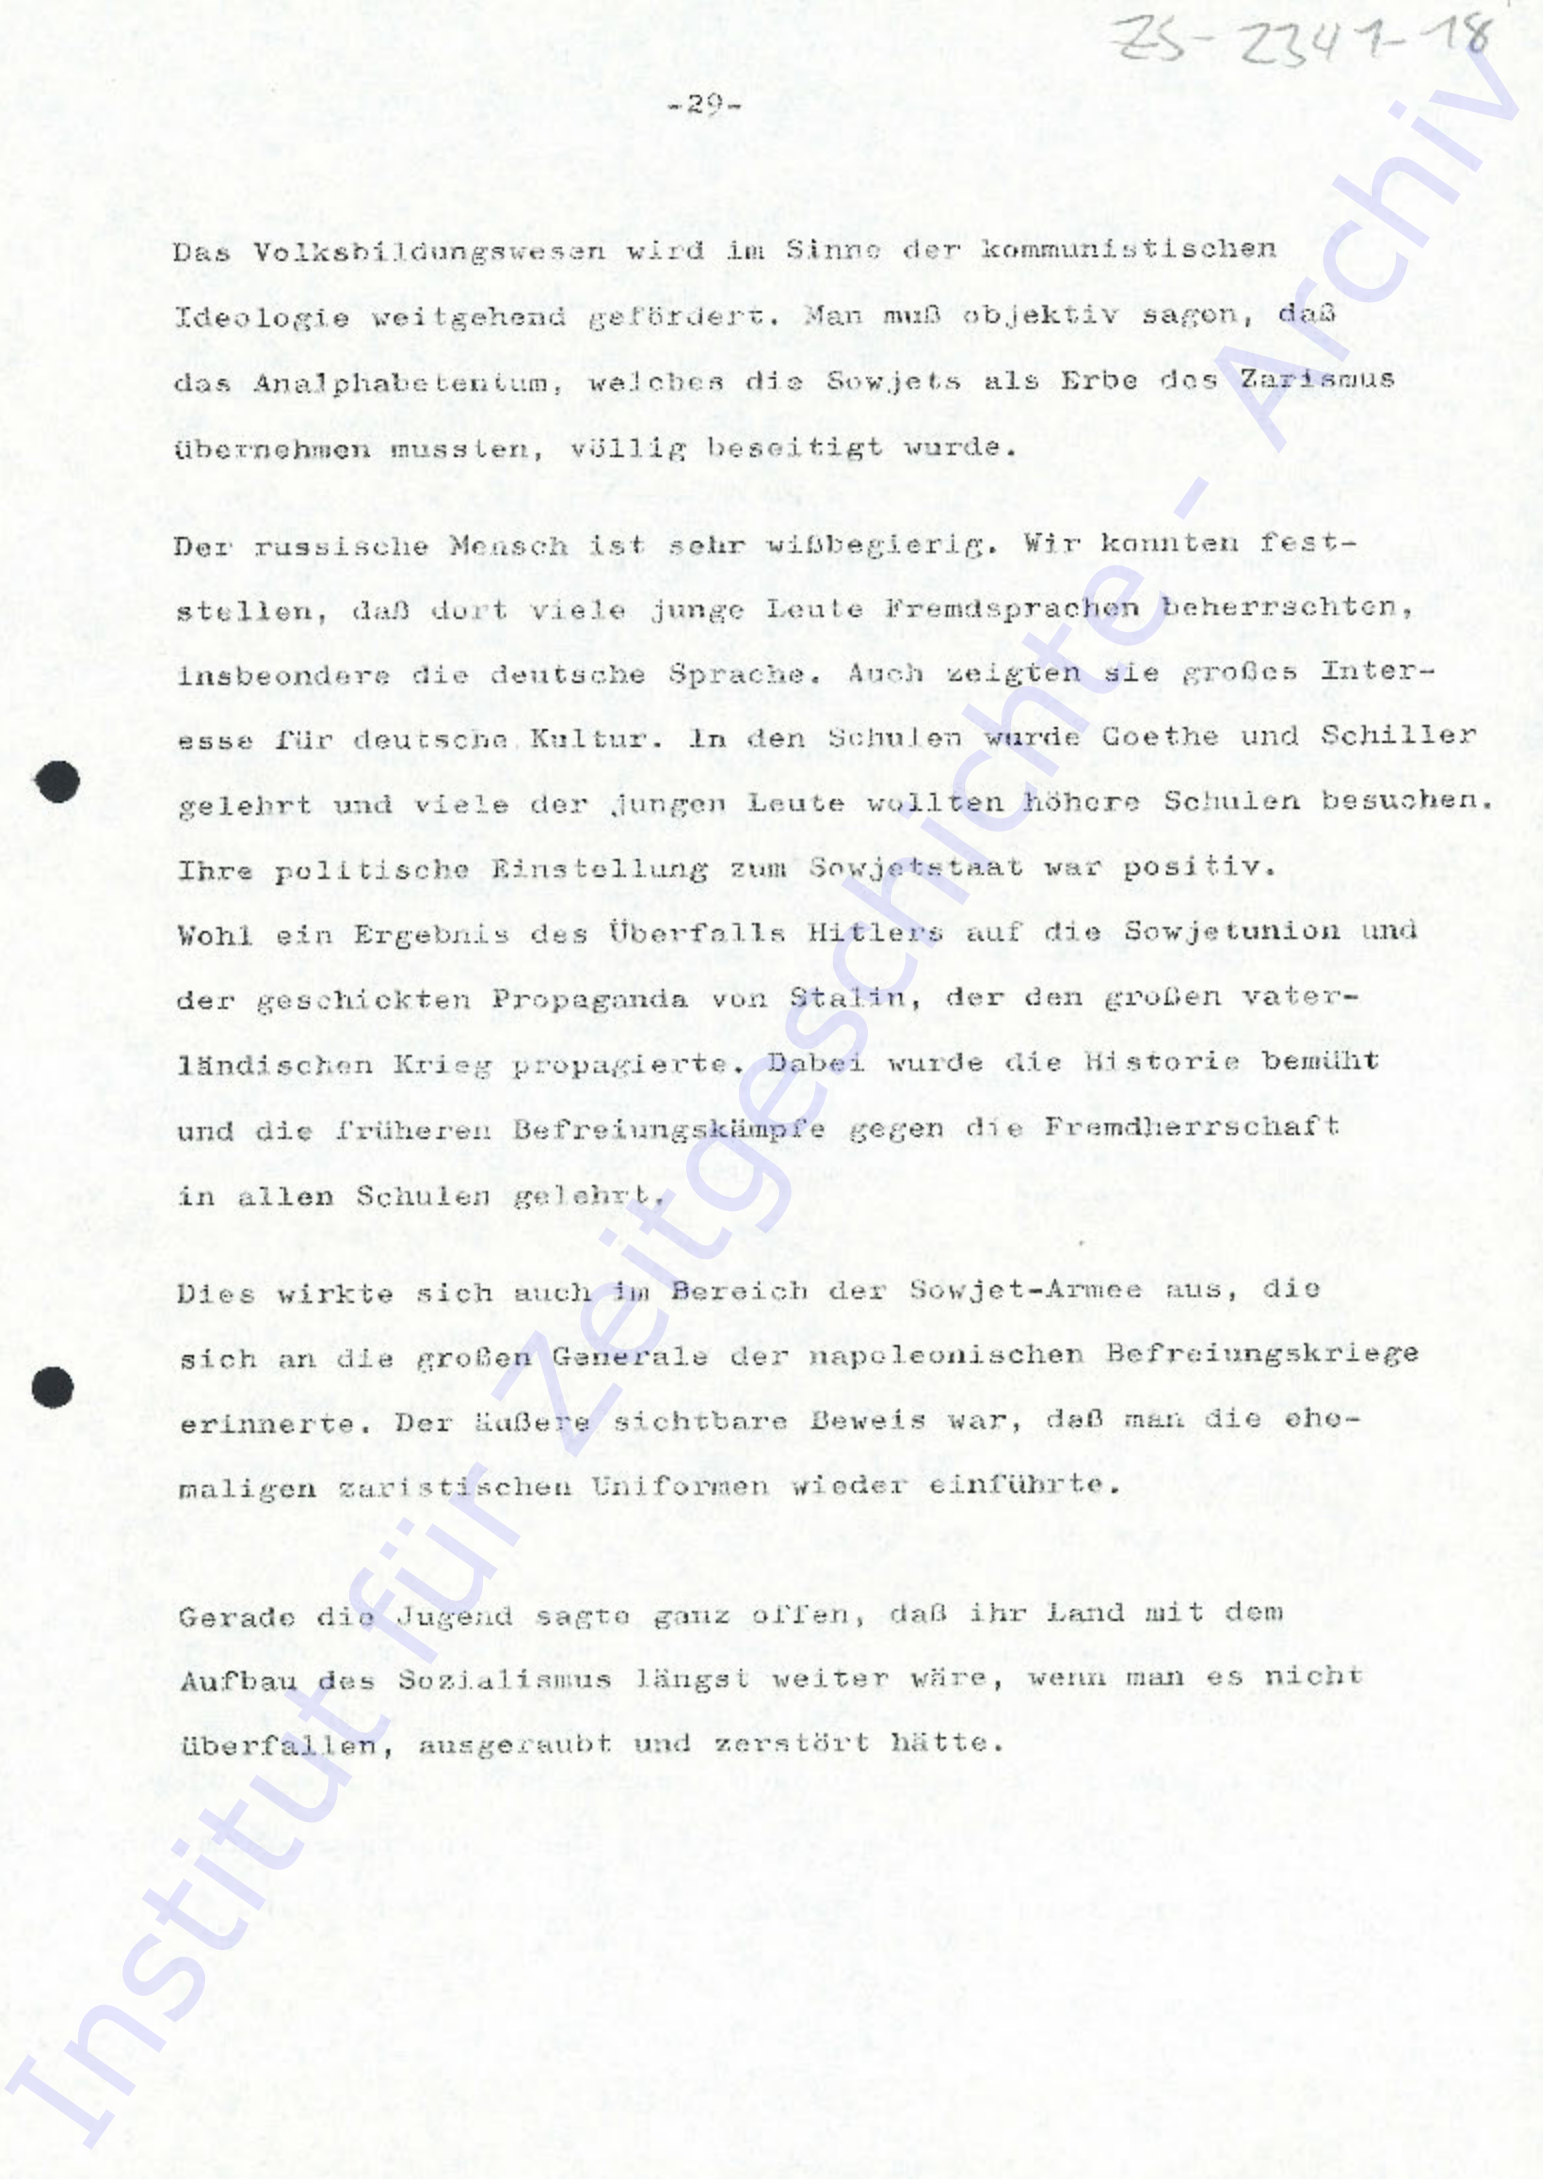 ZS-2341-18
-29-
Das Volksbildungswesen wird im Sinne der kommunistischen
Ideologie weitgehend gefördert. Man muß objektiv sagen, daß
das Analphabetentum, welches die Sowjets als Erbe des Zarismus
übernehmen mussten, völlig beseitigt wurde.
Der russische Mensch ist sehr wißbegierig. Wir konnten fest-
stellen, daß dort viele junge Leute Fremdsprachen beherrschten,
insbeondere die deutsche Sprache. Auch zeigten sie großes Inter-
esse für deutsche Kultur. In den Schulen wurde Goethe und Schiller
gelehrt und viele der jungen Leute wollten höhere Schulen besuchen.
Ihre politische Einstellung zum Sowjetstaat war positiv.
Wohl ein Ergebnis des Überfalls Hitlers auf die Sowjetunion und
der geschickten Propaganda von Stalin, der den großen vater-
ländischen Krieg propagierte. Dabei wurde die Historie bemüht
und die früheren Befreiungskämpfe gegen die Fremdherrschaft
in allen Schulen gelehrt.
Dies wirkte sich auch im Bereich der Sowjet-Armee aus, die
sich an die großen Generale der napoleonischen Befreiungskriege
erinnerte. Der äußere sichtbare Beweis war, daß man die ehe-
maligen zaristischen Uniformen wieder einführte.
Gerade die Jugend sagte ganz offen, daß ihr Land mit dem
Aufbau des Sozialismus längst weiter wäre, wenn man es nicht
überfallen, ausgeraubt und zerstört hätte.
Institut für Zeitgeschichte - Archiv